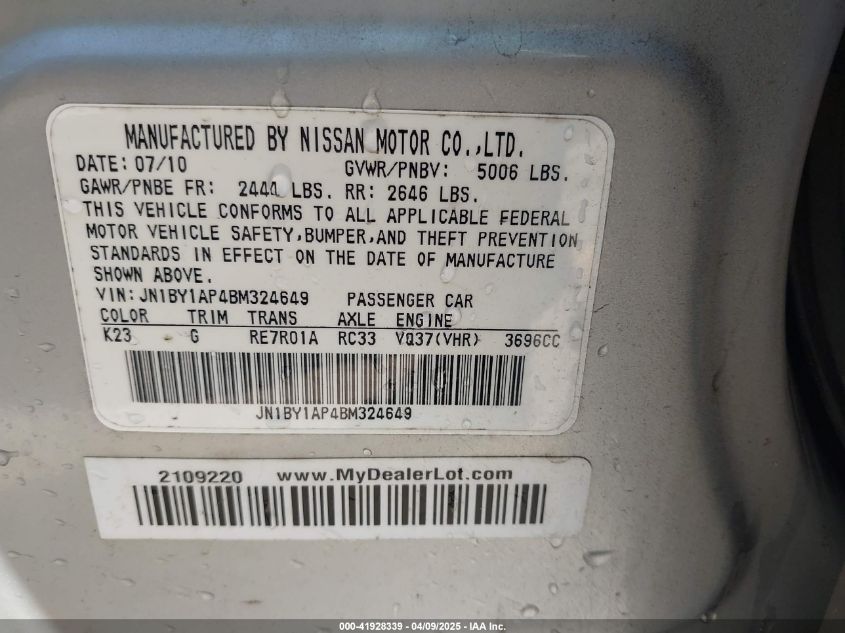 MANUFACTURED BY NISSAN MOTOR CO.,LTD.
DATE: 07/10 GVWR/PNBV: 5006 LBS.
GAWR/PNBE FR: 2444 LBS. RR: 2646 LBS.
THIS VEHICLE CONFORMS TO ALL APPLICABLE FEDERAL
MOTOR VEHICLE SAFETY,BUMPER,AND THEFT PREVENTION
STANDARDS IN EFFECT ON THE DATE OF MANUFACTURE
SHOWN ABOVE.
VIN: JN1BY1AP4BM324649 PASSENGER CAR
COLOR TRIM TRANS AXLE ENGINE
K23 G RE7R01A RC33 VQ37(VHR) 3696CC
JN1BY1AP4BM324649
2109220 www.MyDealerLot.com
000-41928339 - 04/09/2025 - IAA Inc.